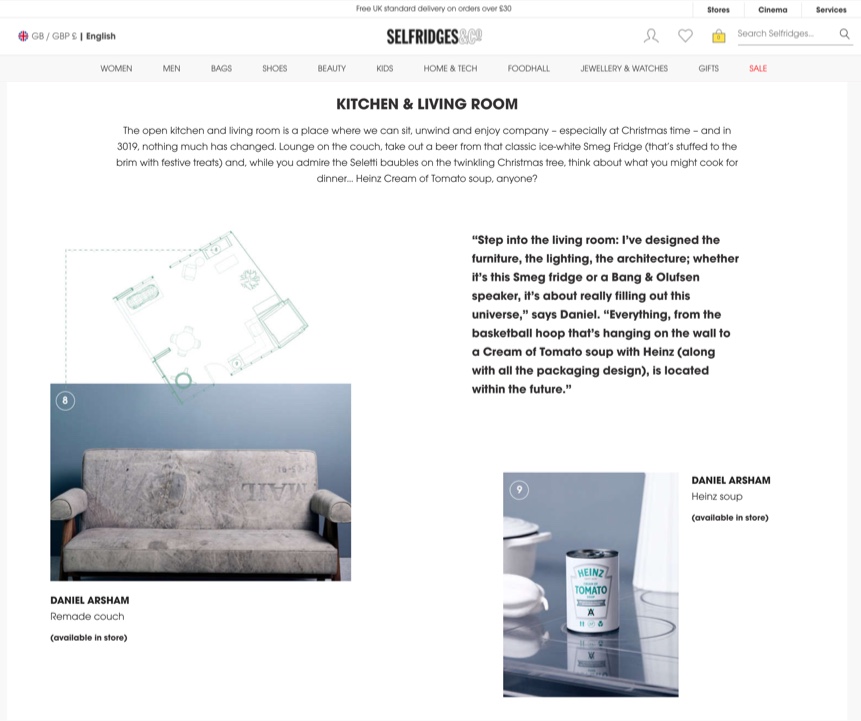 Free UK standard delivery on orders over £30
Stores
Cinema
Services
GB / GBP £ | English
SELFRIDGES&Co
0
Search Selfridges...
WOMEN
MEN
BAGS
SHOES
BEAUTY
KIDS
HOME & TECH
FOODHALL
JEWELLERY & WATCHES
GIFTS
SALE
KITCHEN & LIVING ROOM
The open kitchen and living room is a place where we can sit, unwind and enjoy company – especially at Christmas time – and in
3019, nothing much has changed. Lounge on the couch, take out a beer from that classic ice-white Smeg Fridge (that's stuffed to the
brim with festive treats) and, while you admire the Seletti baubles on the twinkling Christmas tree, think about what you might cook for
dinner... Heinz Cream of Tomato soup, anyone?
“Step into the living room: I’ve designed the
furniture, the lighting, the architecture; whether
it’s this Smeg fridge or a Bang & Olufsen
speaker, it’s about really filling out this
universe,” says Daniel. “Everything, from the
basketball hoop that’s hanging on the wall to
a Cream of Tomato soup with Heinz (along
with all the packaging design), is located
within the future.”
8
MAIL
DANIEL ARSHAM
Remade couch
(available in store)
9
HEINZ
TOMATO
DANIEL ARSHAM
Heinz soup
(available in store)